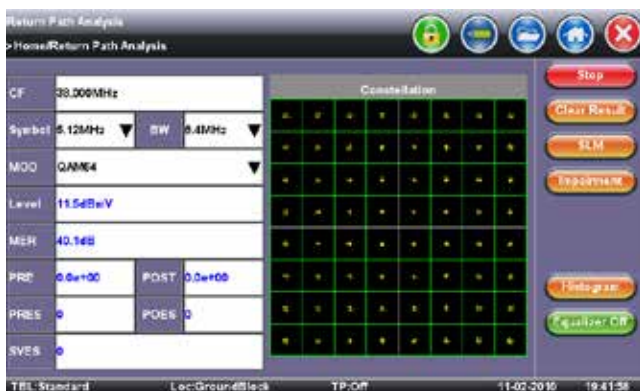 Return Path Analysis
>Home/Return Path Analysis
CF 38.000MHz
Symbol 5.12MHz BW 6.4MHz
MOD QAM64
Level 11.5dBmV
MER 40.1dB
PRE 0.0e+00 POST 0.0e+00
PRES 0 POES 0
SVES 0
Constellation
Stop
Clear Result
SLM
Impairment
Histogram
Equalizer Off
TBL:Standard Loc:GroundBlock TP:Off 11-02-2010 19:41:58